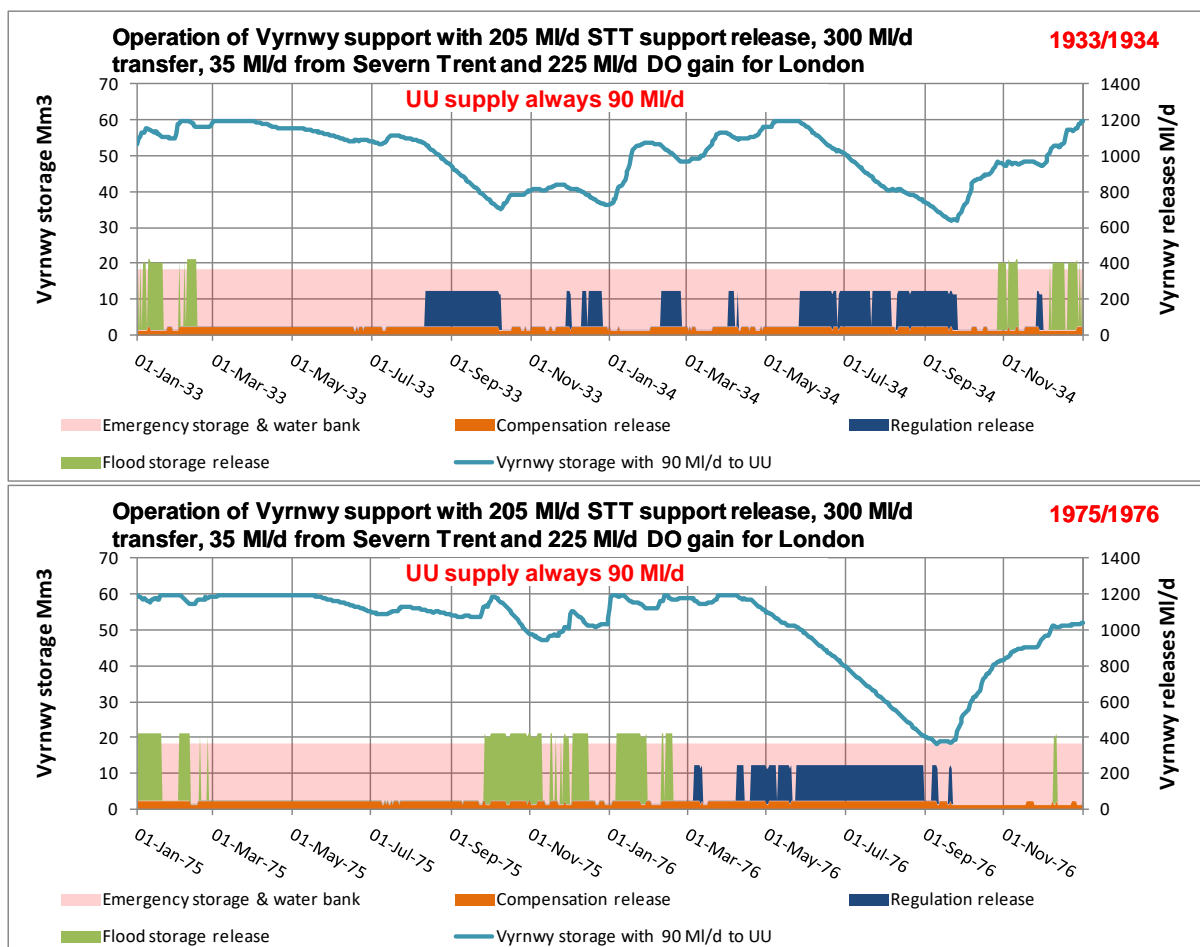 Operation of Vyrnwy support with 205 Ml/d STT support release, 300 Ml/d
transfer, 35 Ml/d from Severn Trent and 225 Ml/d DO gain for London
1933/1934
UU supply always 90 Ml/d
Vyrnwy storage Mm3
70
60
50
40
30
20
10
0
1400
1200
1000
800
600
400
200
0
Vyrnwy releases Ml/d
01-Jan-33
01-Mar-33
01-May-33
01-Jul-33
01-Sep-33
01-Nov-33
01-Jan-34
01-Mar-34
01-May-34
01-Jul-34
01-Sep-34
01-Nov-34
Emergency storage & water bank
Compensation release
Regulation release
Flood storage release
Vyrnwy storage with 90 Ml/d to UU
Operation of Vyrnwy support with 205 Ml/d STT support release, 300 Ml/d
transfer, 35 Ml/d from Severn Trent and 225 Ml/d DO gain for London
1975/1976
UU supply always 90 Ml/d
Vyrnwy storage Mm3
70
60
50
40
30
20
10
0
1400
1200
1000
800
600
400
200
0
Vyrnwy releases Ml/d
01-Jan-75
01-Mar-75
01-May-75
01-Jul-75
01-Sep-75
01-Nov-75
01-Jan-76
01-Mar-76
01-May-76
01-Jul-76
01-Sep-76
01-Nov-76
Emergency storage & water bank
Compensation release
Regulation release
Flood storage release
Vyrnwy storage with 90 Ml/d to UU